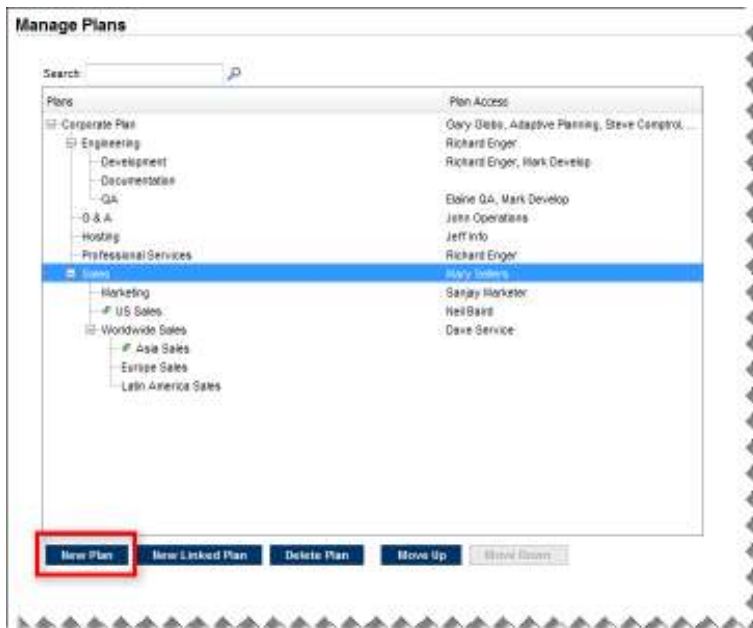 Manage Plans
Search:
Plans Plan Access
Corporate Plan Gary Globo, Adaptive Planning, Steve Comptrol, ...
Engineering Richard Enger
Development Richard Enger, Mark Develop
Documentation
QA Elaine QA, Mark Develop
G & A John Operations
Hosting Jeff Info
Professional Services Richard Enger
Sales Mary Sellers
Marketing Sanjay Marketer
US Sales Neil Baird
Worldwide Sales Dave Service
Asia Sales
Europe Sales
Latin America Sales
New Plan New Linked Plan Delete Plan Move Up Move Down